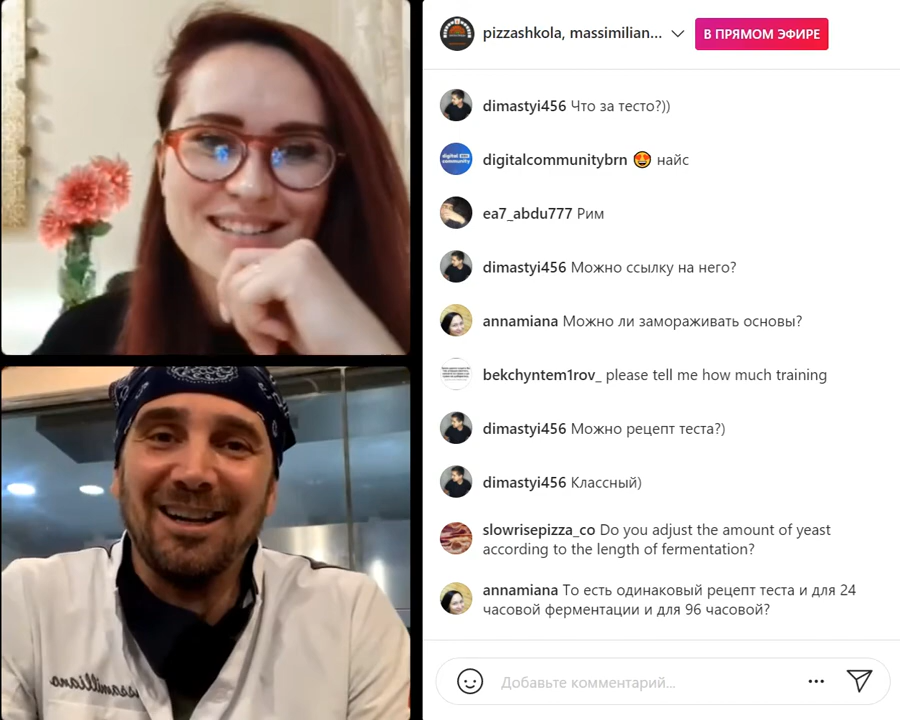 pizzashkola, massimilian...
В ПРЯМОМ ЭФИРЕ
dimastyi456 Что за тесто?))
digitalcommunitybrn 😍 найс
ea7_abdu777 Рим
dimastyi456 Можно ссылку на него?
annamiana Можно ли замораживать основы?
bekchyntem1rov_ please tell me how much training
dimastyi456 Можно рецепт теста?)
dimastyi456 Классный)
slowrisepizza_co Do you adjust the amount of yeast
according to the length of fermentation?
annamiana То есть одинаковый рецепт теста и для 24
часовой ферментации и для 96 часовой?
Добавьте комментарий...